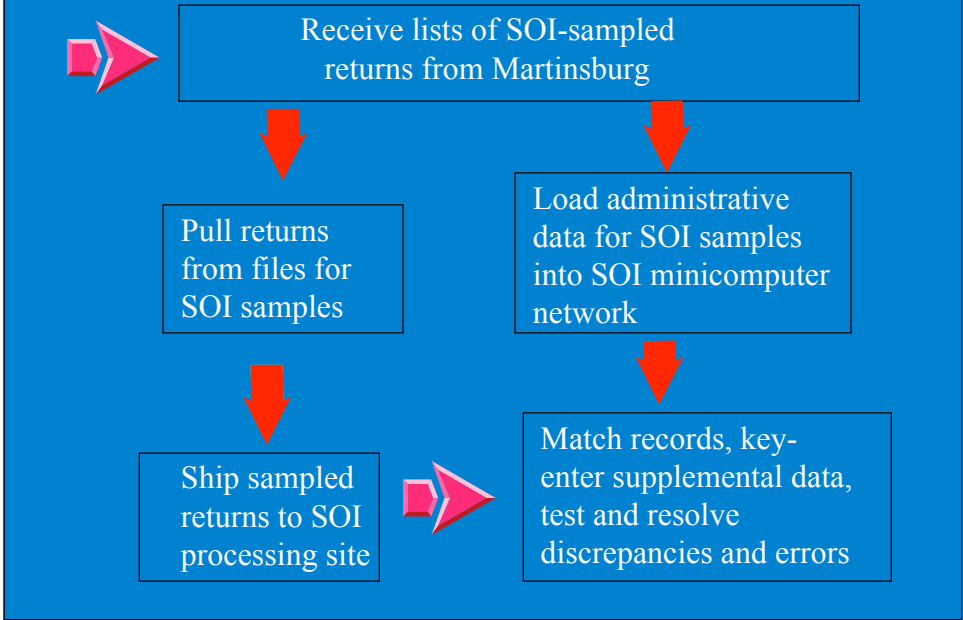 Receive lists of SOI-sampled
returns from Martinsburg
Pull returns
from files for
SOI samples
Load administrative
data for SOI samples
into SOI minicomputer
network
Ship sampled
returns to SOI
processing site
Match records, key-
enter supplemental data,
test and resolve
discrepancies and errors